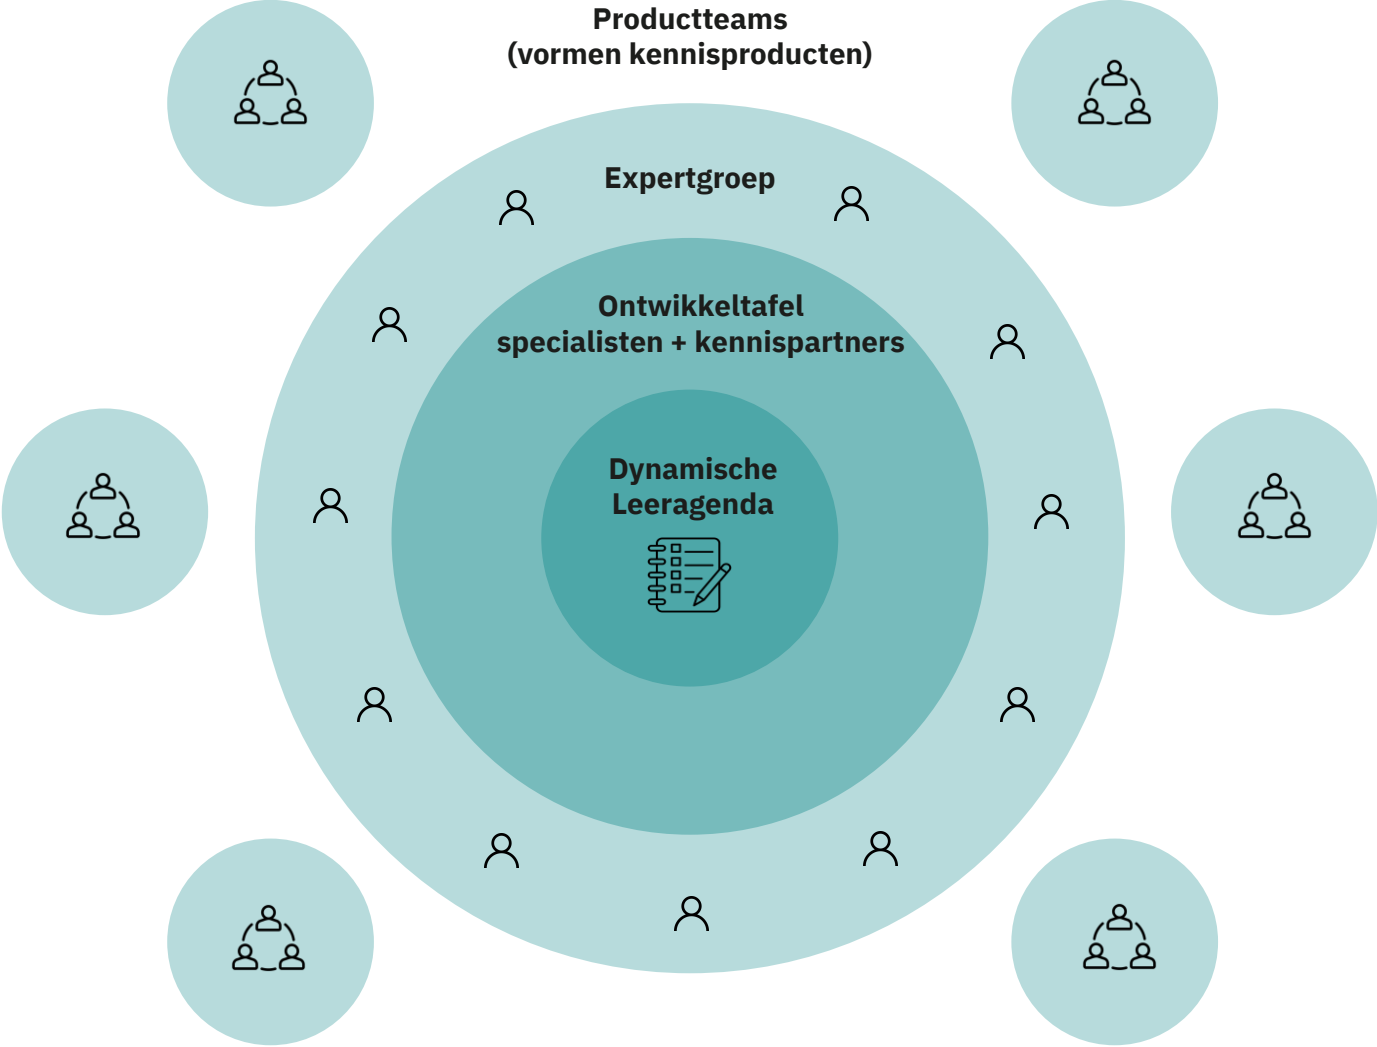 Productteams
(vormen kennisproducten)
Expertgroep
Ontwikkeltafel
specialisten + kennispartners
Dynamische
Leeragenda